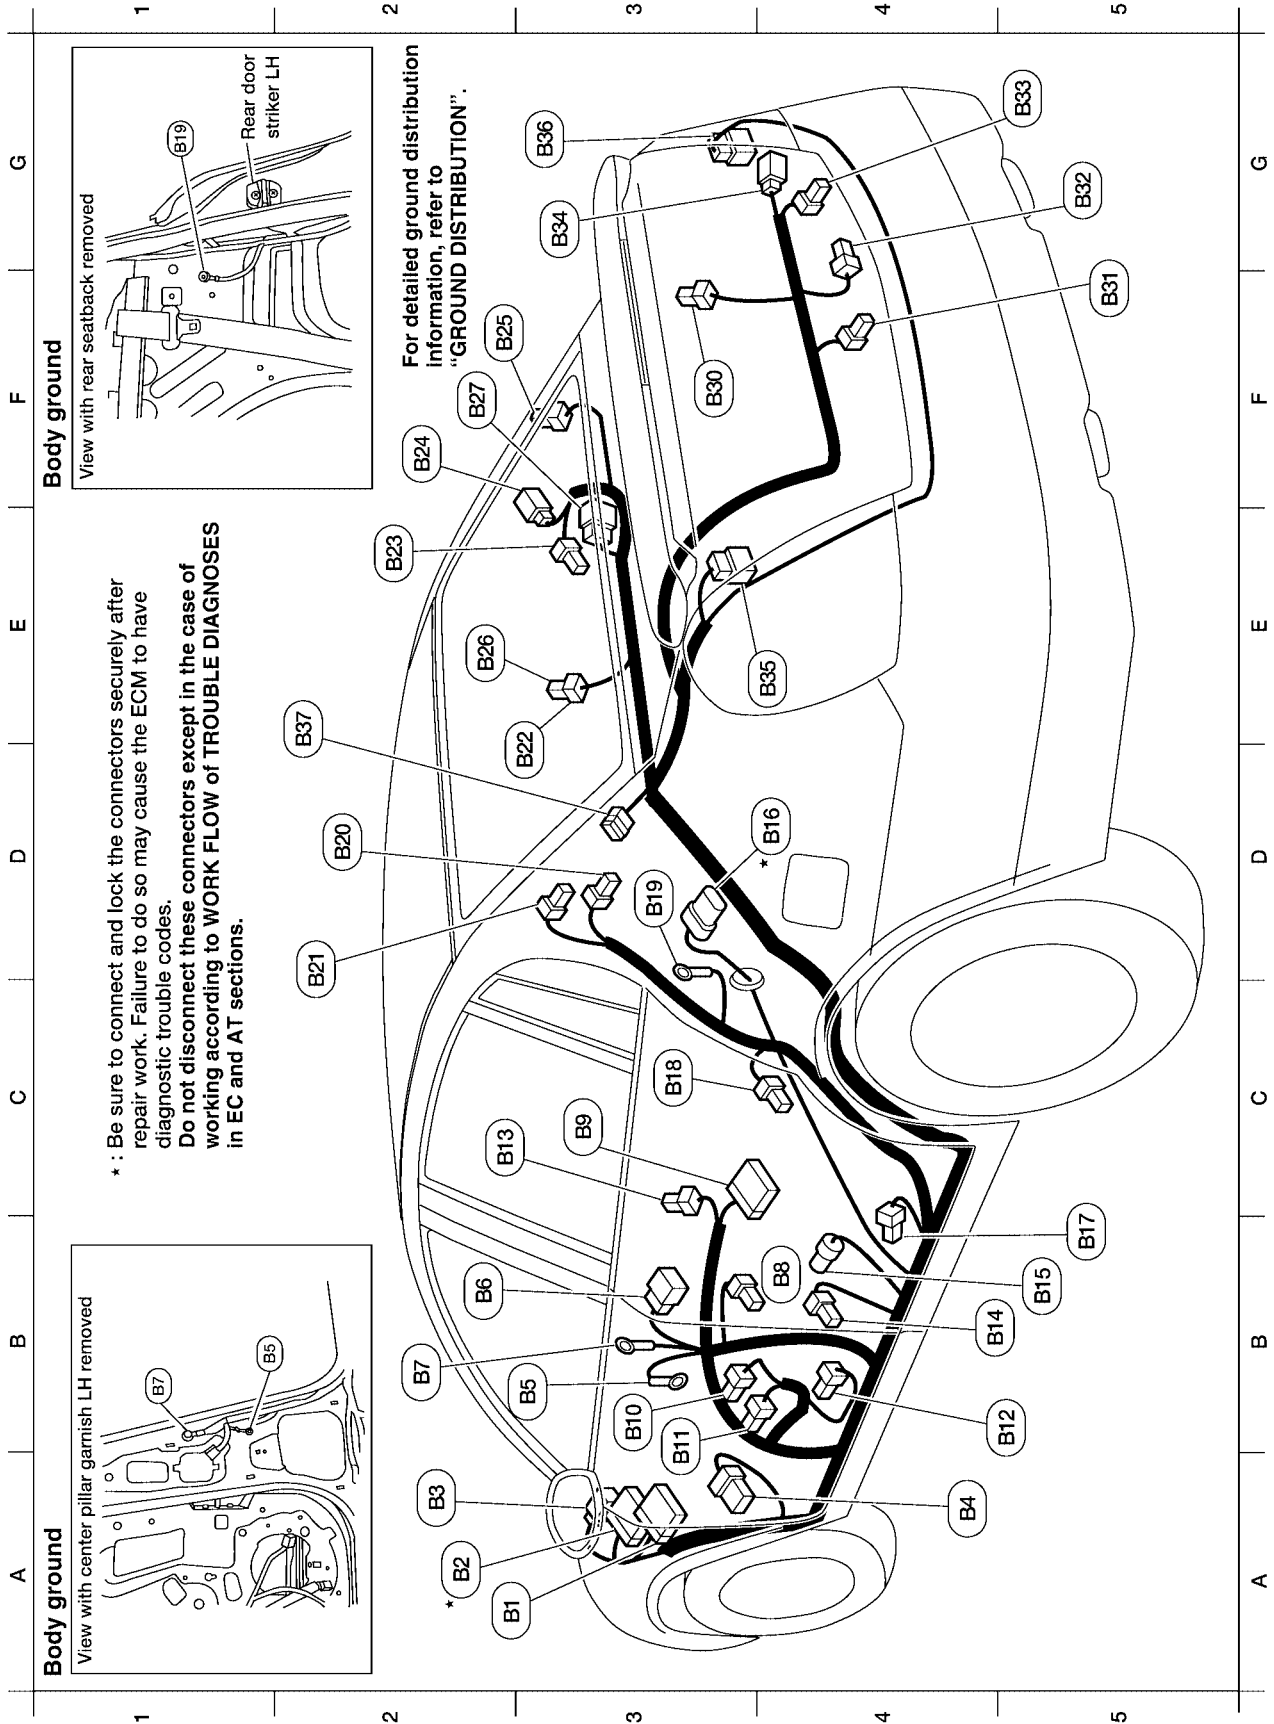 1
2
3
4
5
A
B
C
D
E
F
G
Body ground
View with center pillar garnish LH removed
B7
B5
Body ground
View with rear seatback removed
B19
Rear door
striker LH
★ : Be sure to connect and lock the connectors securely after
repair work. Failure to do so may cause the ECM to have
diagnostic trouble codes.
Do not disconnect these connectors except in the case of
working according to WORK FLOW of TROUBLE DIAGNOSES
in EC and AT sections.
For detailed ground distribution
information, refer to
“GROUND DISTRIBUTION”.
B37
B20
B21
B23
B24
B27
B25
B26
B22
B36
B34
B33
B32
B31
B30
B35
★ B16
B19
B18
B9
B13
B6
B7
B5
B8
B10
B11
B3
★ B2
B1
B4
B12
B14
B15
B17
A
B
C
D
E
F
G
1
2
3
4
5